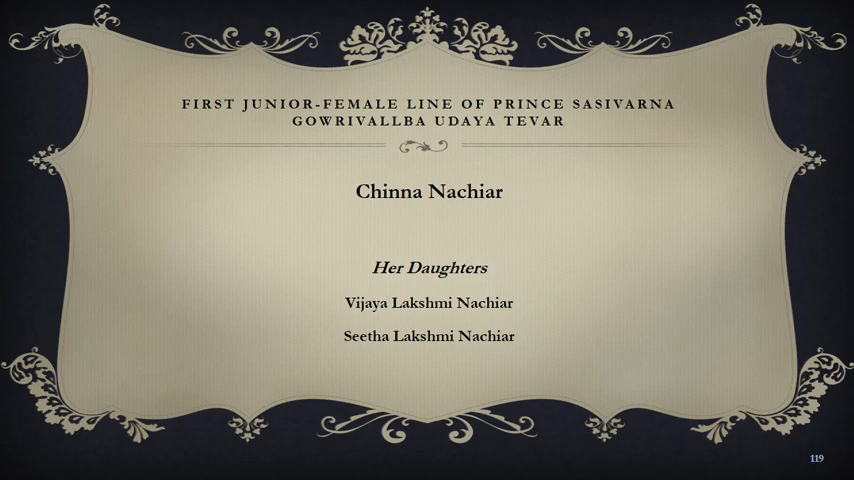 FIRST JUNIOR-FEMALE LINE OF PRINCE SASIVARNA
GOWRIVALLBA UDAYA TEVAR
Chinna Nachiar
Her Daughters
Vijaya Lakshmi Nachiar
Seetha Lakshmi Nachiar
119